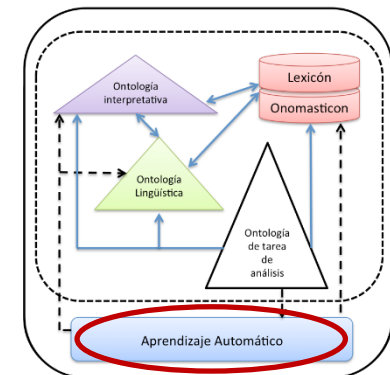 Ontología
interpretativa
Lexicón
Onomasticon
Ontología
Lingüística
Ontología
de tarea
de
análisis
Aprendizaje Automático